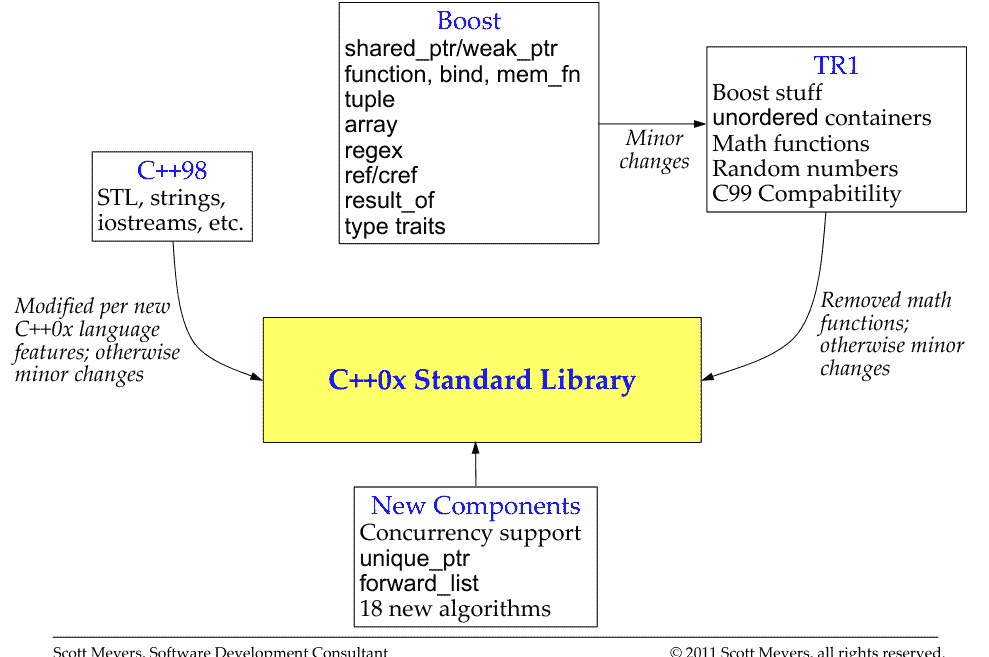 Boost
shared_ptr/weak_ptr
function, bind, mem_fn
tuple
array
regex
ref/cref
result_of
type traits
Minor
changes
TR1
Boost stuff
unordered containers
Math functions
Random numbers
C99 Compabitility
C++98
STL, strings,
iostreams, etc.
Modified per new
C++0x language
features; otherwise
minor changes
Removed math
functions;
otherwise minor
changes
C++0x Standard Library
New Components
Concurrency support
unique_ptr
forward_list
18 new algorithms
Scott Meyers, Software Development Consultant
© 2011 Scott Meyers, all rights reserved.